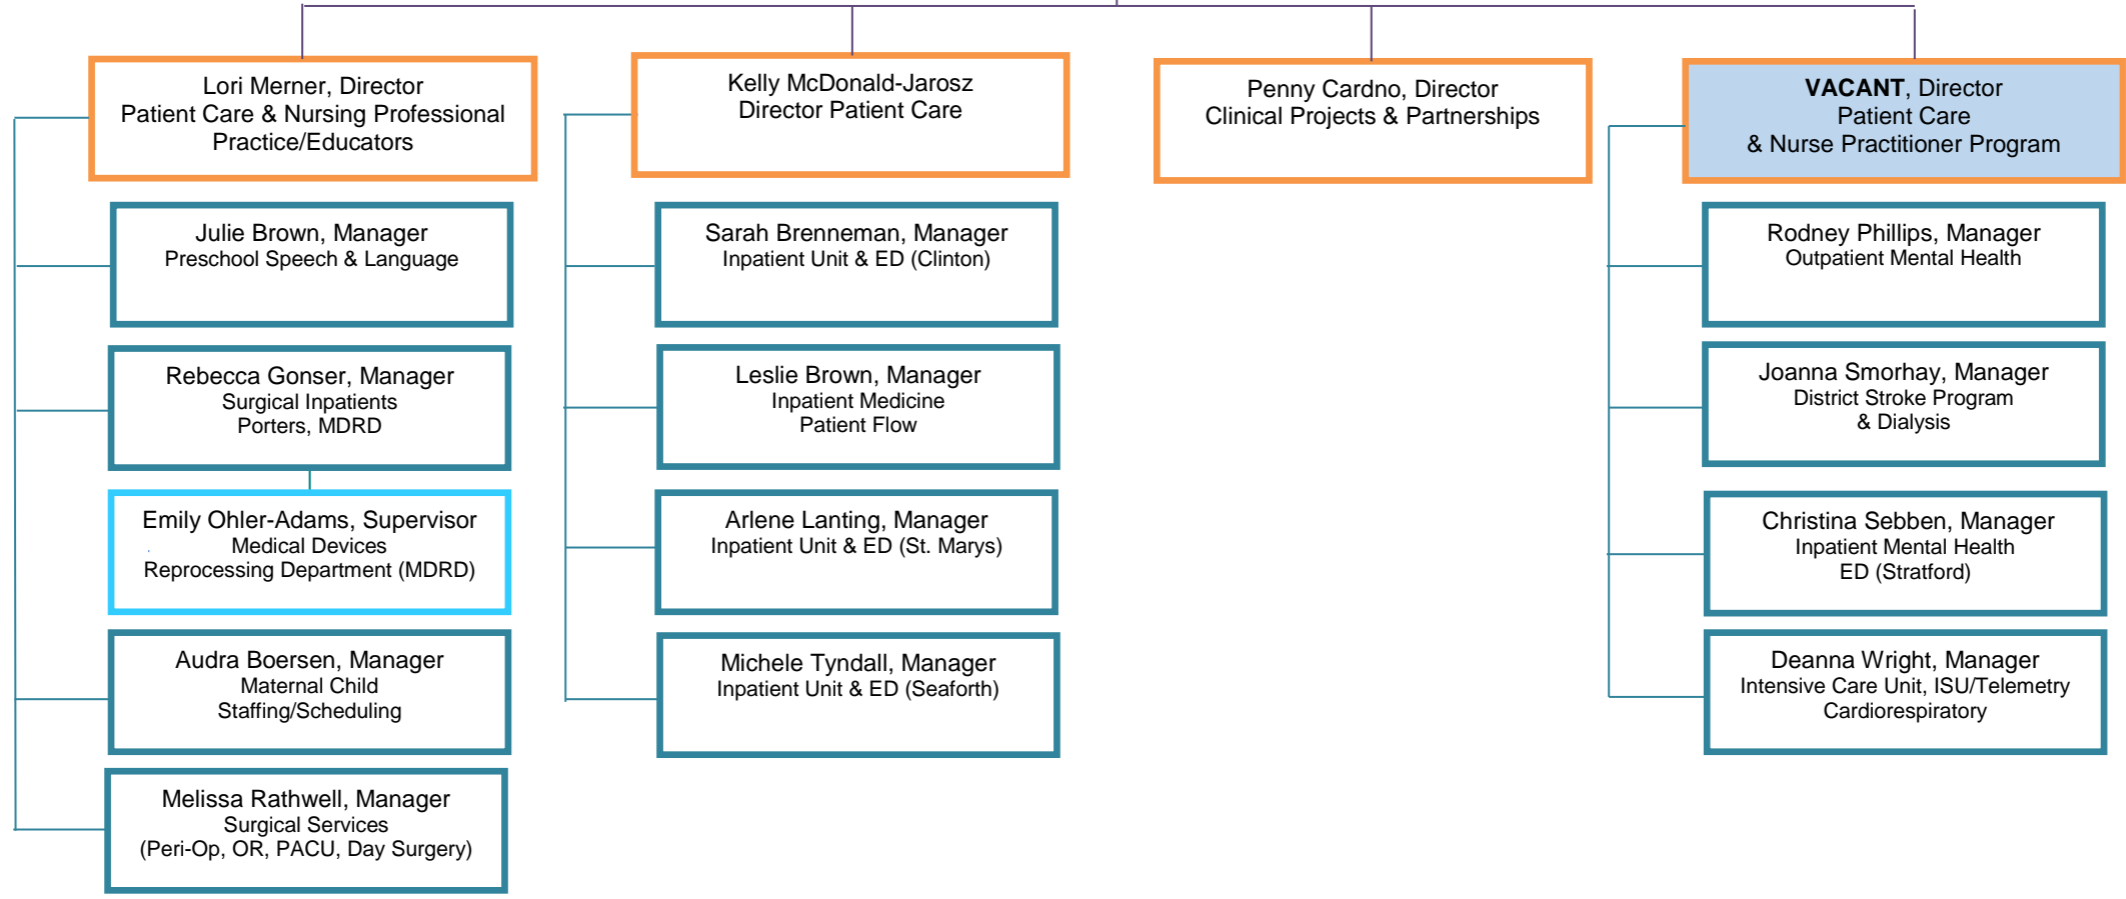 Lori Merner, Director
Patient Care & Nursing Professional
Practice/Educators
Julie Brown, Manager
Preschool Speech & Language
Rebecca Gonser, Manager
Surgical Inpatients
Porters, MDRD
Emily Ohler-Adams, Supervisor
Medical Devices
Reprocessing Department (MDRD)
Audra Boersen, Manager
Maternal Child
Staffing/Scheduling
Melissa Rathwell, Manager
Surgical Services
(Peri-Op, OR, PACU, Day Surgery)
Kelly McDonald-Jarosz
Director Patient Care
Sarah Brenneman, Manager
Inpatient Unit & ED (Clinton)
Leslie Brown, Manager
Inpatient Medicine
Patient Flow
Arlene Lanting, Manager
Inpatient Unit & ED (St. Marys)
Michele Tyndall, Manager
Inpatient Unit & ED (Seaforth)
Penny Cardno, Director
Clinical Projects & Partnerships
VACANT, Director
Patient Care
& Nurse Practitioner Program
Rodney Phillips, Manager
Outpatient Mental Health
Joanna Smorhay, Manager
District Stroke Program
& Dialysis
Christina Sebben, Manager
Inpatient Mental Health
ED (Stratford)
Deanna Wright, Manager
Intensive Care Unit, ISU/Telemetry
Cardiorespiratory